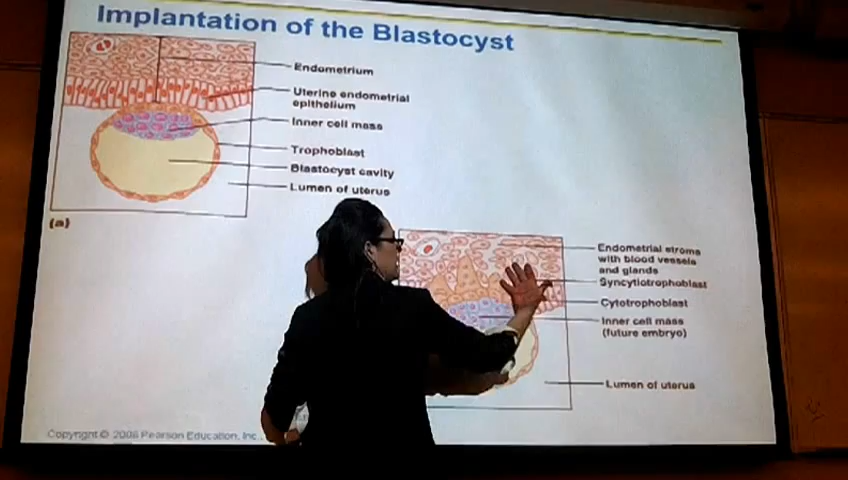 Implantation of the Blastocyst
Endometrium
Uterine endometrial
epithelium
Inner cell mass
Trophoblast
Blastocyst cavity
Lumen of uterus
(a)
Endometrial stroma
with blood vessels
and glands
Syncytiotrophoblast
Cytotrophoblast
Inner cell mass
(future embryo)
Lumen of uterus
Copyright © 2006 Pearson Education, Inc.